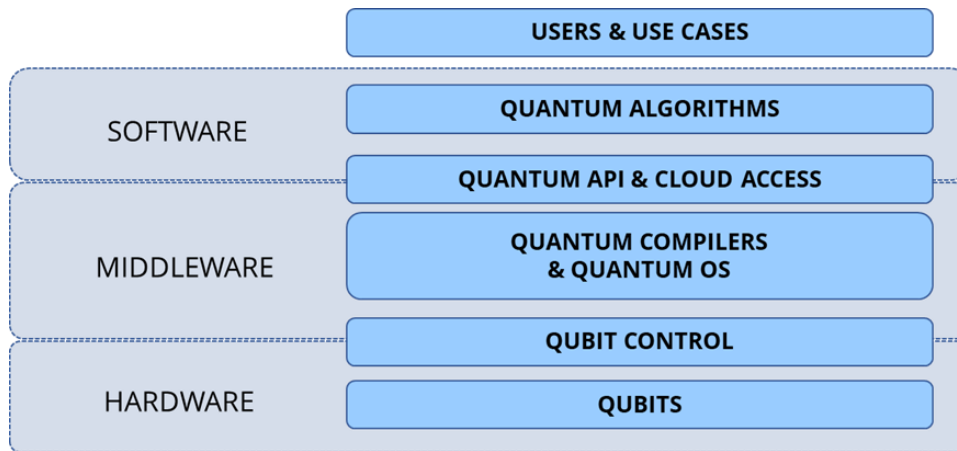 USERS & USE CASES
SOFTWARE
QUANTUM ALGORITHMS
QUANTUM API & CLOUD ACCESS
MIDDLEWARE
QUANTUM COMPILERS
& QUANTUM OS
QUBIT CONTROL
HARDWARE
QUBITS